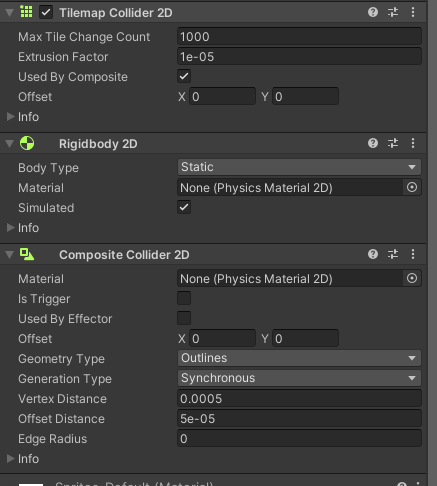 Tilemap Collider 2D
Max Tile Change Count 1000
Extrusion Factor 1e-05
Used By Composite
Offset X 0 Y 0
Info
Rigidbody 2D
Body Type Static
Material None (Physics Material 2D)
Simulated
Info
Composite Collider 2D
Material None (Physics Material 2D)
Is Trigger
Used By Effector
Offset X 0 Y 0
Geometry Type Outlines
Generation Type Synchronous
Vertex Distance 0.0005
Offset Distance 5e-05
Edge Radius 0
Info
Sprites-Default (Material)